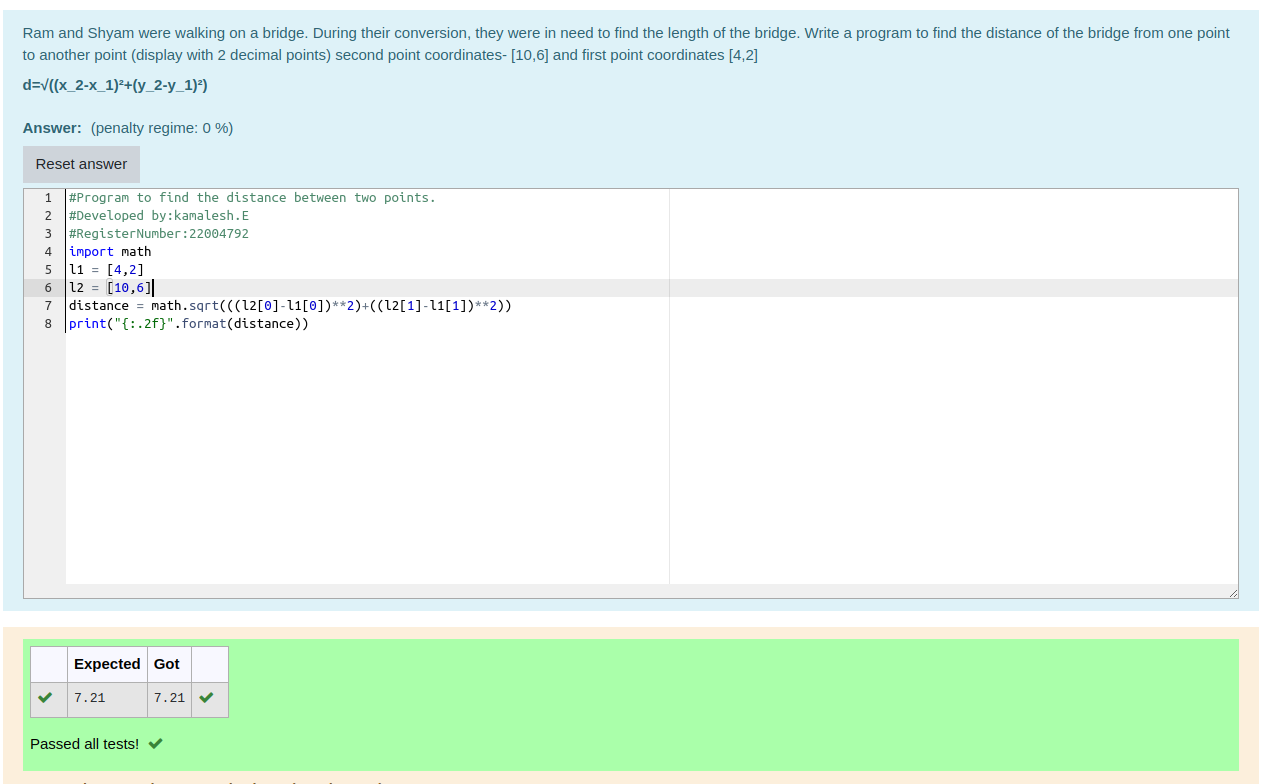 Ram and Shyam were walking on a bridge. During their conversion, they were in need to find the length of the bridge. Write a program to find the distance of the bridge from one point
to another point (display with 2 decimal points) second point coordinates- [10,6] and first point coordinates [4,2]
d=√((x_2-x_1)²+(y_2-y_1)²)
Answer: (penalty regime: 0 %)
Reset answer
1 #Program to find the distance between two points.
2 #Developed by:kamalesh.E
3 #RegisterNumber:22004792
4 import math
5 l1 = [4,2]
6 l2 = [10,6]
7 distance = math.sqrt(((l2[0]-l1[0])**2)+((l2[1]-l1[1])**2))
8 print("{:.2f}".format(distance))
Expected Got
7.21 7.21
Passed all tests!